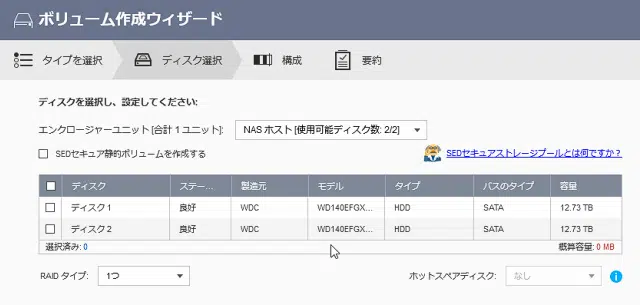 ボリューム作成ウィザード
タイプを選択 ディスク選択 構成 要約
ディスクを選択し、設定してください:
エンクロージャーユニット [合計 1 ユニット]: NAS ホスト [使用可能ディスク数: 2/2]
SEDセキュア静的ボリュームを作成する SEDセキュアストレージプールとは何ですか?
ディスク ステー... 製造元 モデル タイプ バスのタイプ 容量
ディスク 1 良好 WDC WD140EFGX... HDD SATA 12.73 TB
ディスク 2 良好 WDC WD140EFGX... HDD SATA 12.73 TB
選択済み: 0 概算容量: 0 MB
RAID タイプ: 1つ ホットスペアディスク: なし